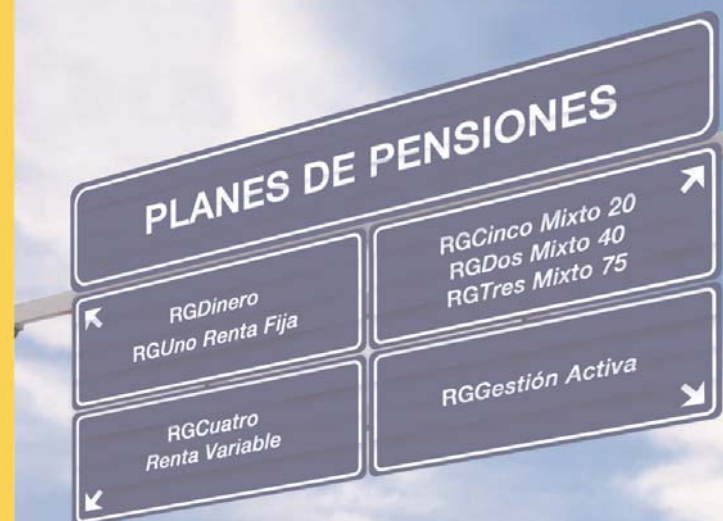 PLANES DE PENSIONES
RGDinero
RGUno Renta Fija
RGCinco Mixto 20
RGDos Mixto 40
RGTres Mixto 75
RGCuatro
Renta Variable
RGGestión Activa